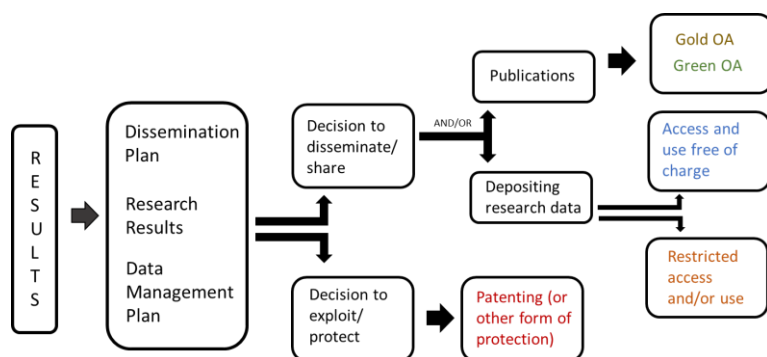 RESULTS
Dissemination
Plan
Research
Results
Data
Management
Plan
Decision to
disseminate/
share
AND/OR
Publications
Gold OA
Green OA
Depositing
research data
Access and
use free of
charge
Restricted
access
and/or use
Decision to
exploit/
protect
Patenting (or
other form of
protection)